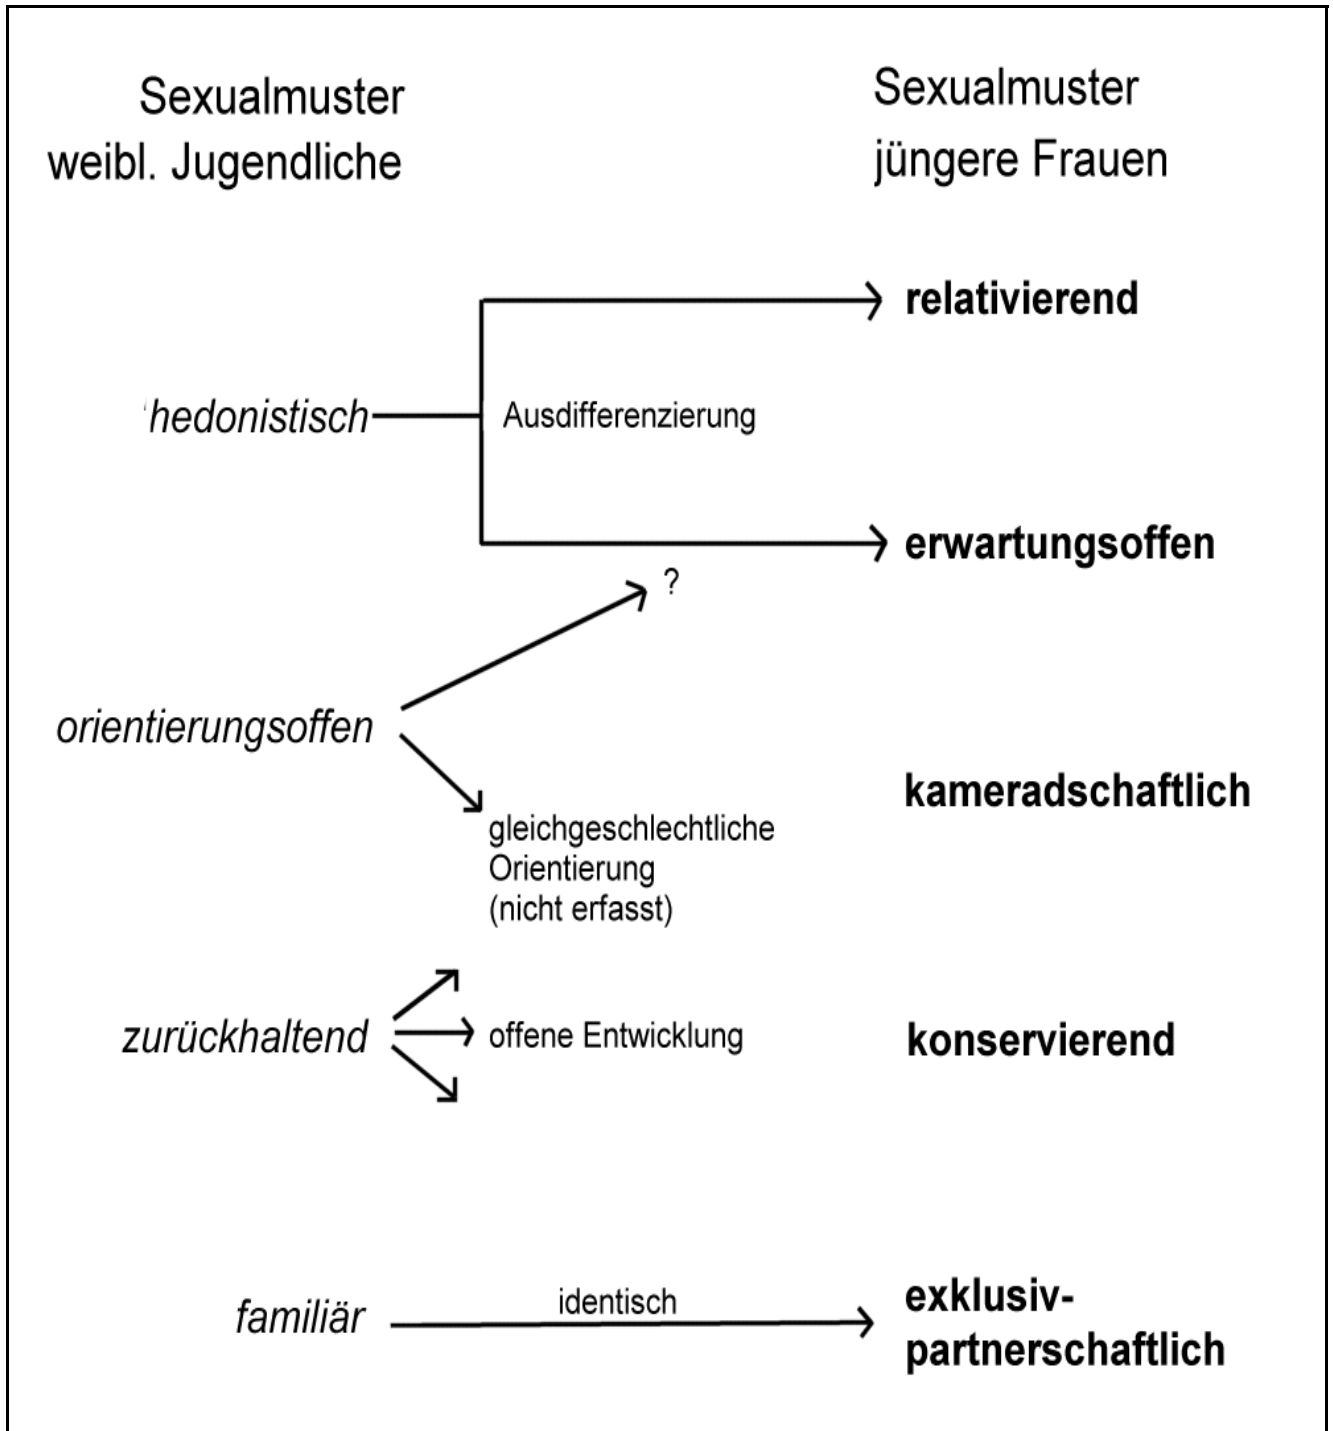 Sexualmuster
weibl. Jugendliche
Sexualmuster
jüngere Frauen
relativierend
hedonistisch
Ausdifferenzierung
erwartungsoffen
?
orientierungsoffen
kameradschaftlich
gleichgeschlechtliche
Orientierung
(nicht erfasst)
zurückhaltend
offene Entwicklung
konservierend
familiär
identisch
exklusiv-
partnerschaftlich